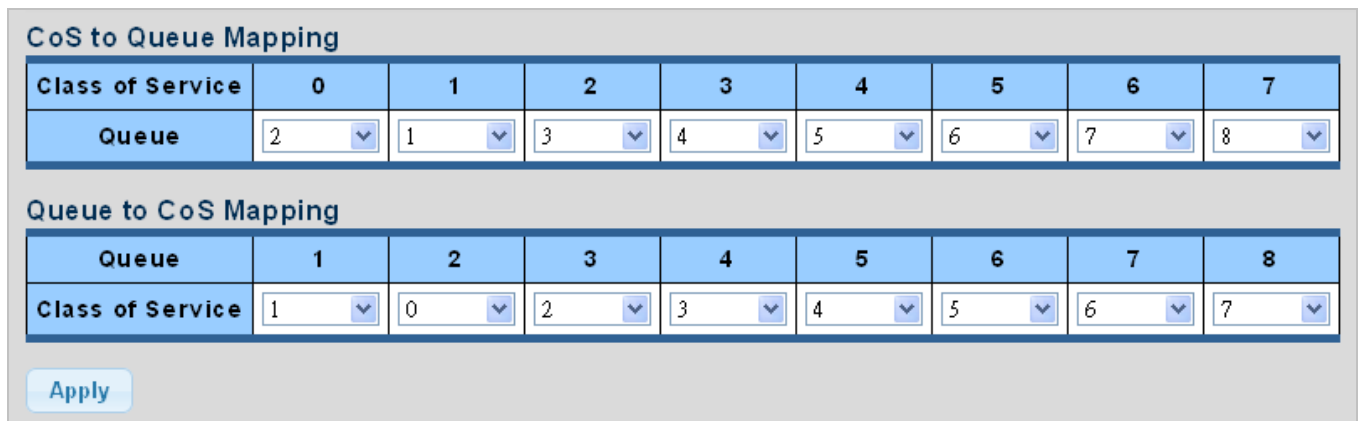 CoS to Queue Mapping
Class of Service 0 1 2 3 4 5 6 7
Queue 2 1 3 4 5 6 7 8
Queue to CoS Mapping
Queue 1 2 3 4 5 6 7 8
Class of Service 1 0 2 3 4 5 6 7
Apply